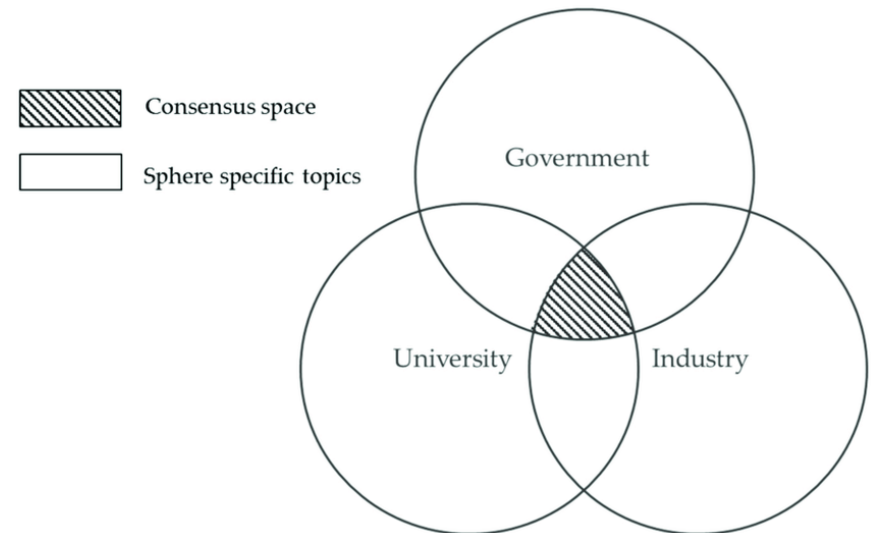 Consensus space
Sphere specific topics
Government
University
Industry